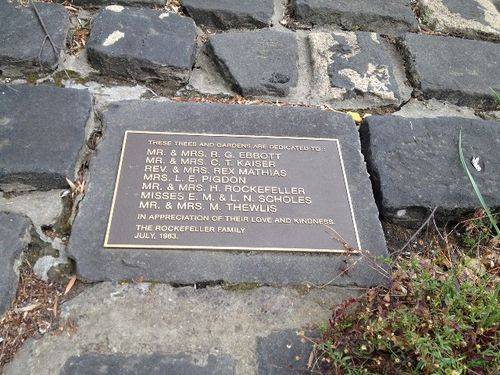 THESE TREES AND GARDENS ARE DEDICATED TO:
MR. & MRS. R. G. EBBOTT
MR. & MRS. C. T. KAISER
REV. & MRS. REX MATHIAS
MRS. L. E. PIGDON
MR. & MRS. H. ROCKEFELLER
MISSES E. M. & L. N. SCHOLES
MR. & MRS. M. THEWLIS
IN APPRECIATION OF THEIR LOVE AND KINDNESS.
THE ROCKEFELLER FAMILY
JULY, 1983.